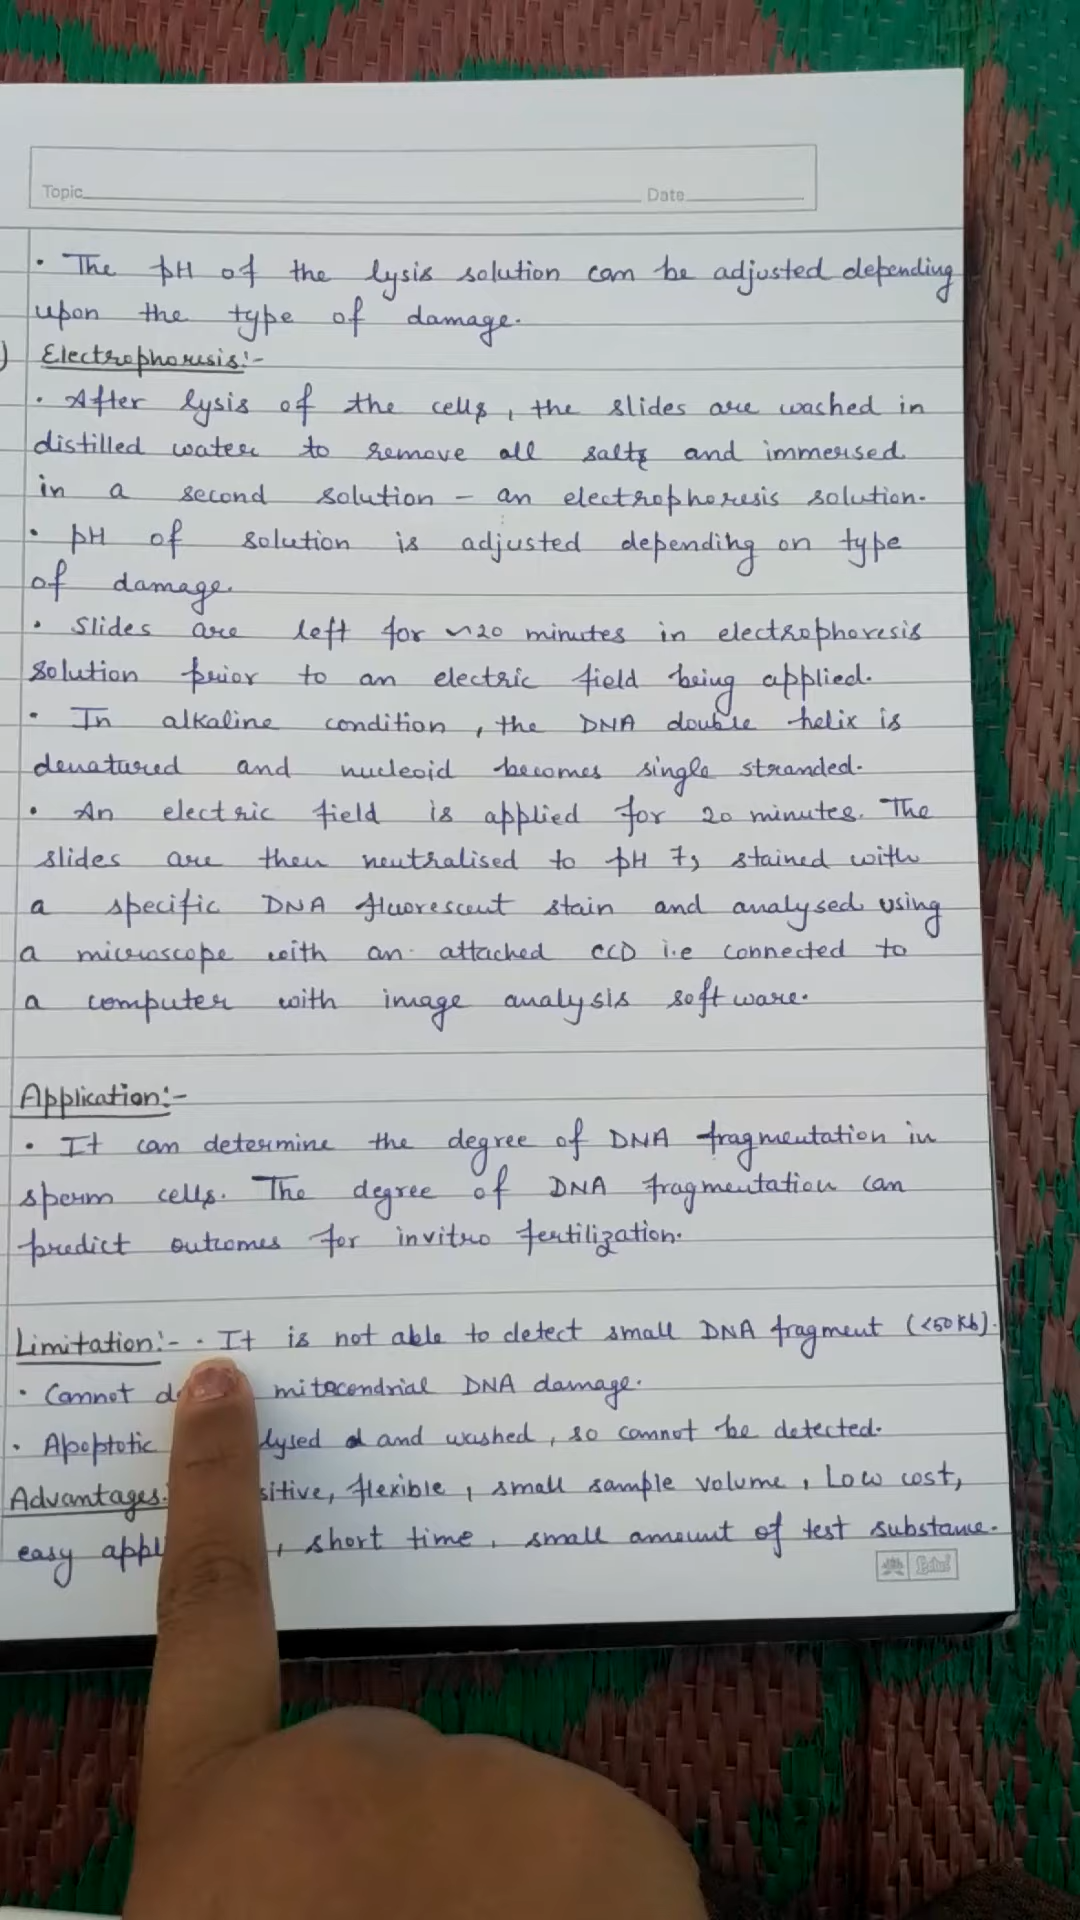 Topic Date
• The pH of the lysis solution can be adjusted depending
upon the type of damage.
) Electrophoresis:-
• After lysis of the cells, the slides are washed in
distilled water to remove all salts and immersed
in a second solution - an electrophoresis solution.
• pH of solution is adjusted depending on type
of damage.
• Slides are left for ~20 minutes in electrophoresis
solution prior to an electric field being applied.
• In alkaline condition, the DNA double helix is
denatured and nucleoid becomes single stranded.
• An electric field is applied for 20 minutes. The
slides are then neutralised to pH 7, stained with
a specific DNA fluorescent stain and analysed using
a microscope with an attached CCD i.e connected to
a computer with image analysis software.
Application:-
• It can determine the degree of DNA fragmentation in
sperm cells. The degree of DNA fragmentation can
predict outcomes for invitro fertilization.
Limitation:- • It is not able to detect small DNA fragment (<50Kb).
• Cannot mitocondrial DNA damage.
• Apoptotic lysed and washed, so cannot be detected.
Advantages flexible, small sample volume, Low cost,
easy , short time, small amount of test substance.